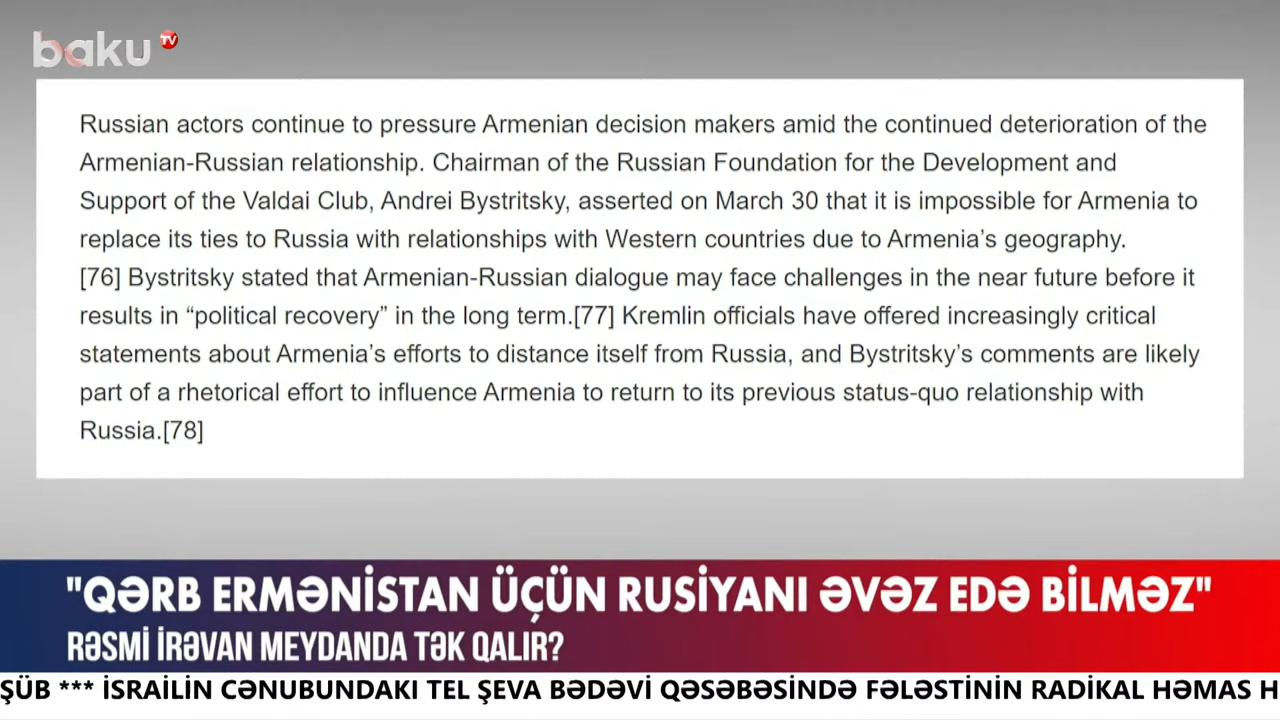 baku TV
Russian actors continue to pressure Armenian decision makers amid the continued deterioration of the
Armenian-Russian relationship. Chairman of the Russian Foundation for the Development and
Support of the Valdai Club, Andrei Bystritsky, asserted on March 30 that it is impossible for Armenia to
replace its ties to Russia with relationships with Western countries due to Armenia’s geography.
[76] Bystritsky stated that Armenian-Russian dialogue may face challenges in the near future before it
results in “political recovery” in the long term.[77] Kremlin officials have offered increasingly critical
statements about Armenia’s efforts to distance itself from Russia, and Bystritsky’s comments are likely
part of a rhetorical effort to influence Armenia to return to its previous status-quo relationship with
Russia.[78]
"QƏRB ERMƏNİSTAN ÜÇÜN RUSİYANI ƏVƏZ EDƏ BİLMƏZ"
RƏSMİ İRƏVAN MEYDANDA TƏK QALIR?
ŞÜB *** İSRAİLİN CƏNUBUNDAKI TEL ŞEVA BƏDƏVİ QƏSƏBƏSİNDƏ FƏLƏSTİNİN RADİKAL HƏMAS H